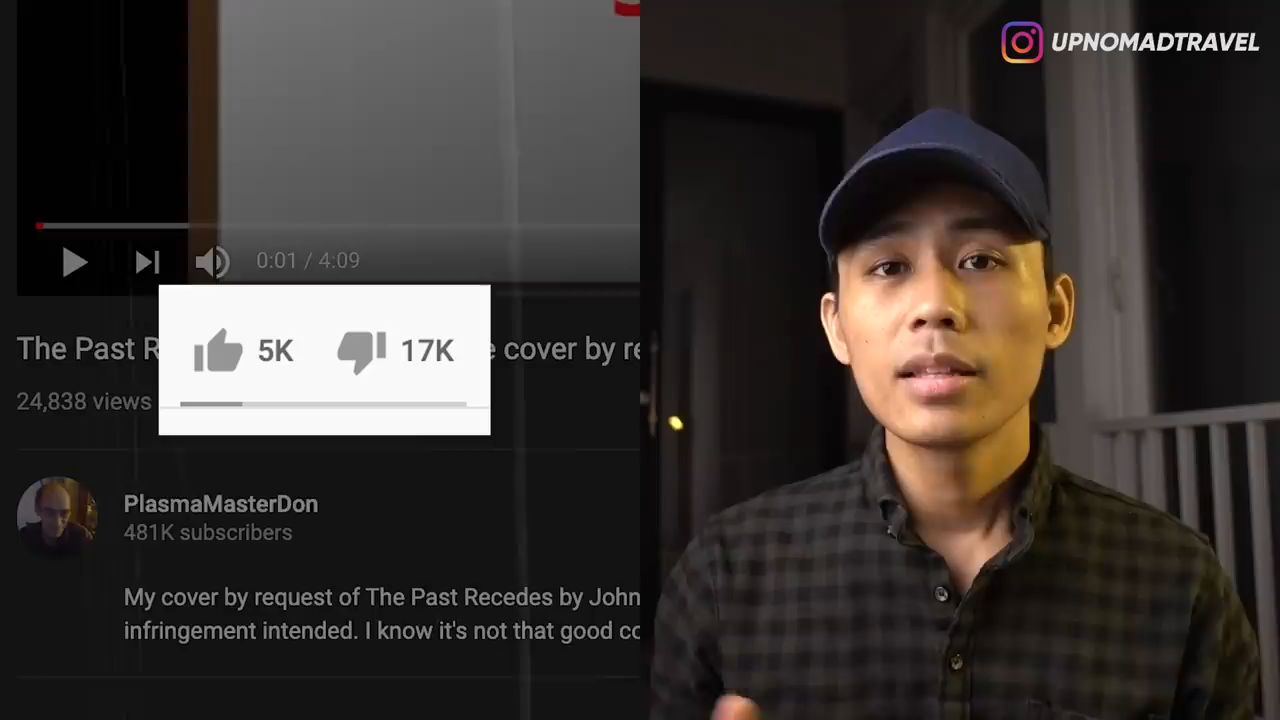 UPNOMADTRAVEL
0:01 / 4:09
The Past R
5K 17K
e cover by re
24,838 views
PlasmaMasterDon
481K subscribers
My cover by request of The Past Recedes by John
infringement intended. I know it's not that good co